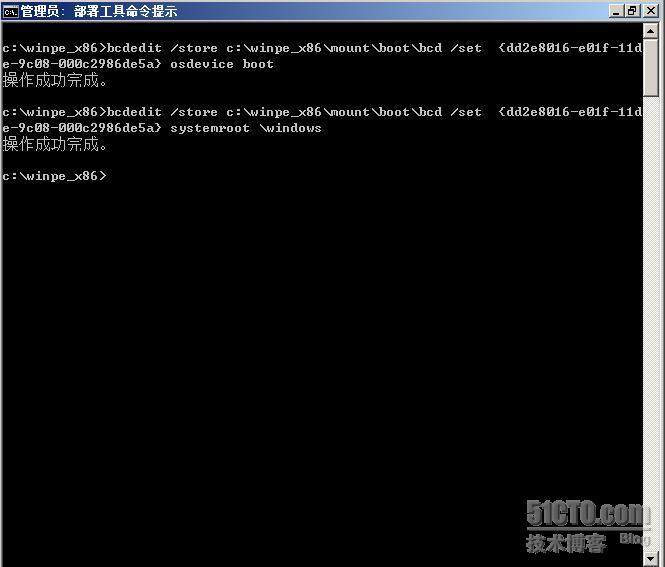 管理员: 部署工具命令提示
c:\winpe_x86>bcdedit /store c:\winpe_x86\mount\boot\bcd /set  {dd2e8016-e01f-11d
e-9c08-000c2986de5a} osdevice boot
操作成功完成。
c:\winpe_x86>bcdedit /store c:\winpe_x86\mount\boot\bcd /set  {dd2e8016-e01f-11d
e-9c08-000c2986de5a} systemroot \windows
操作成功完成。
c:\winpe_x86>
51CTO.com
技术博客 Blog